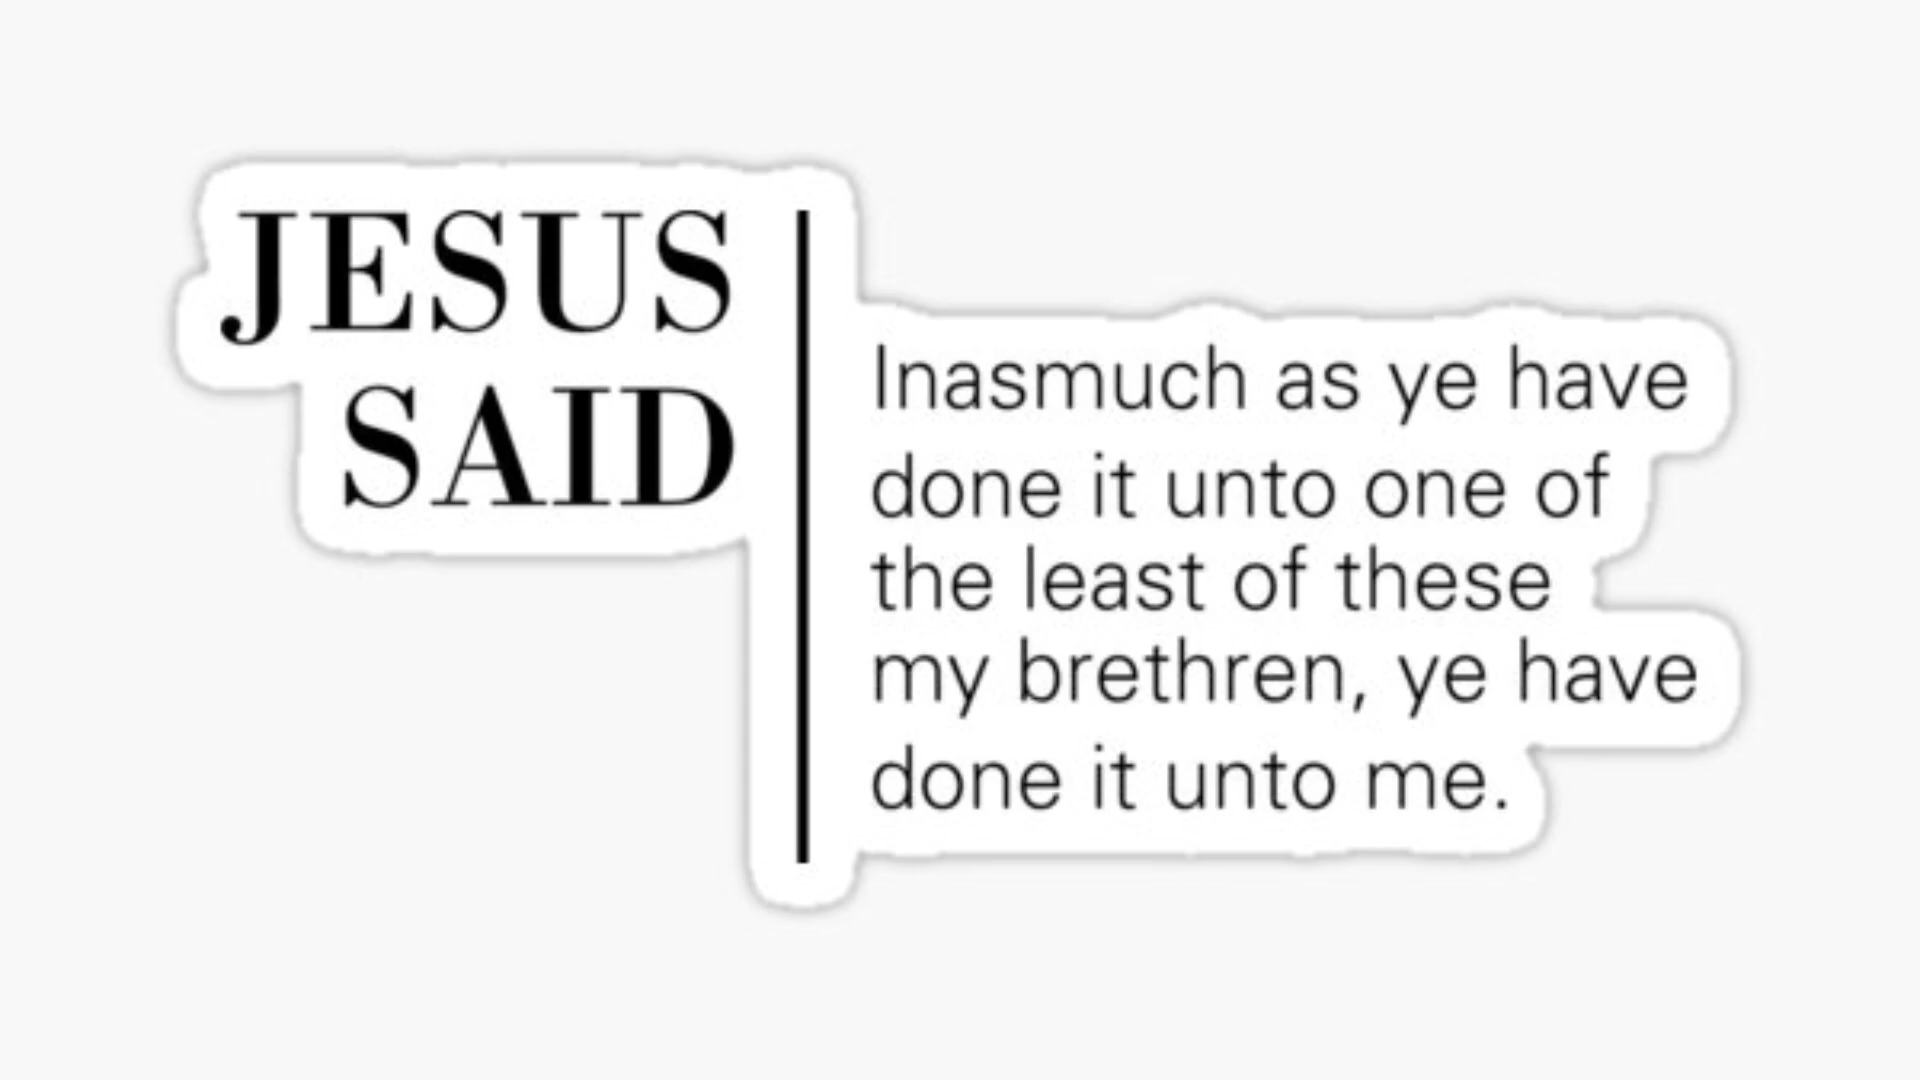 JESUS
SAID
Inasmuch as ye have
done it unto one of
the least of these
my brethren, ye have
done it unto me.